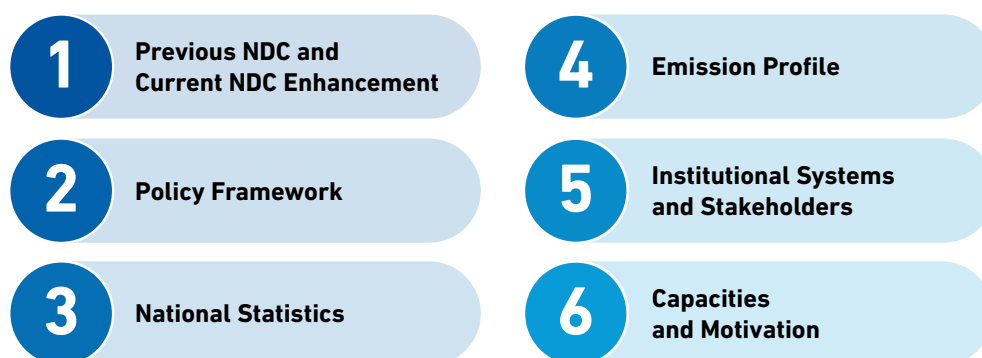 1
Previous NDC and
Current NDC Enhancement
2
Policy Framework
3
National Statistics
4
Emission Profile
5
Institutional Systems
and Stakeholders
6
Capacities
and Motivation